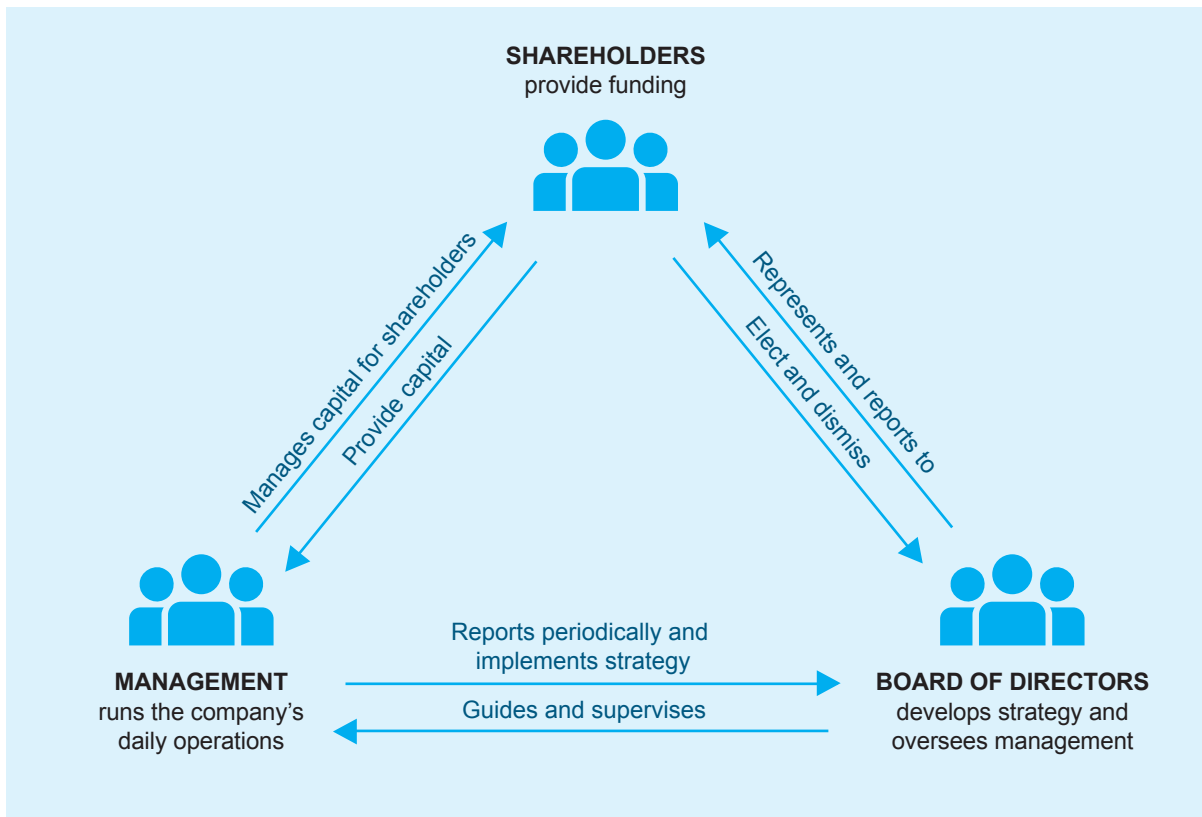 SHAREHOLDERS
provide funding
Manages capital for shareholders
Provide capital
Represents and reports to
Elect and dismiss
Reports periodically and
implements strategy
Guides and supervises
MANAGEMENT
runs the company’s
daily operations
BOARD OF DIRECTORS
develops strategy and
oversees management